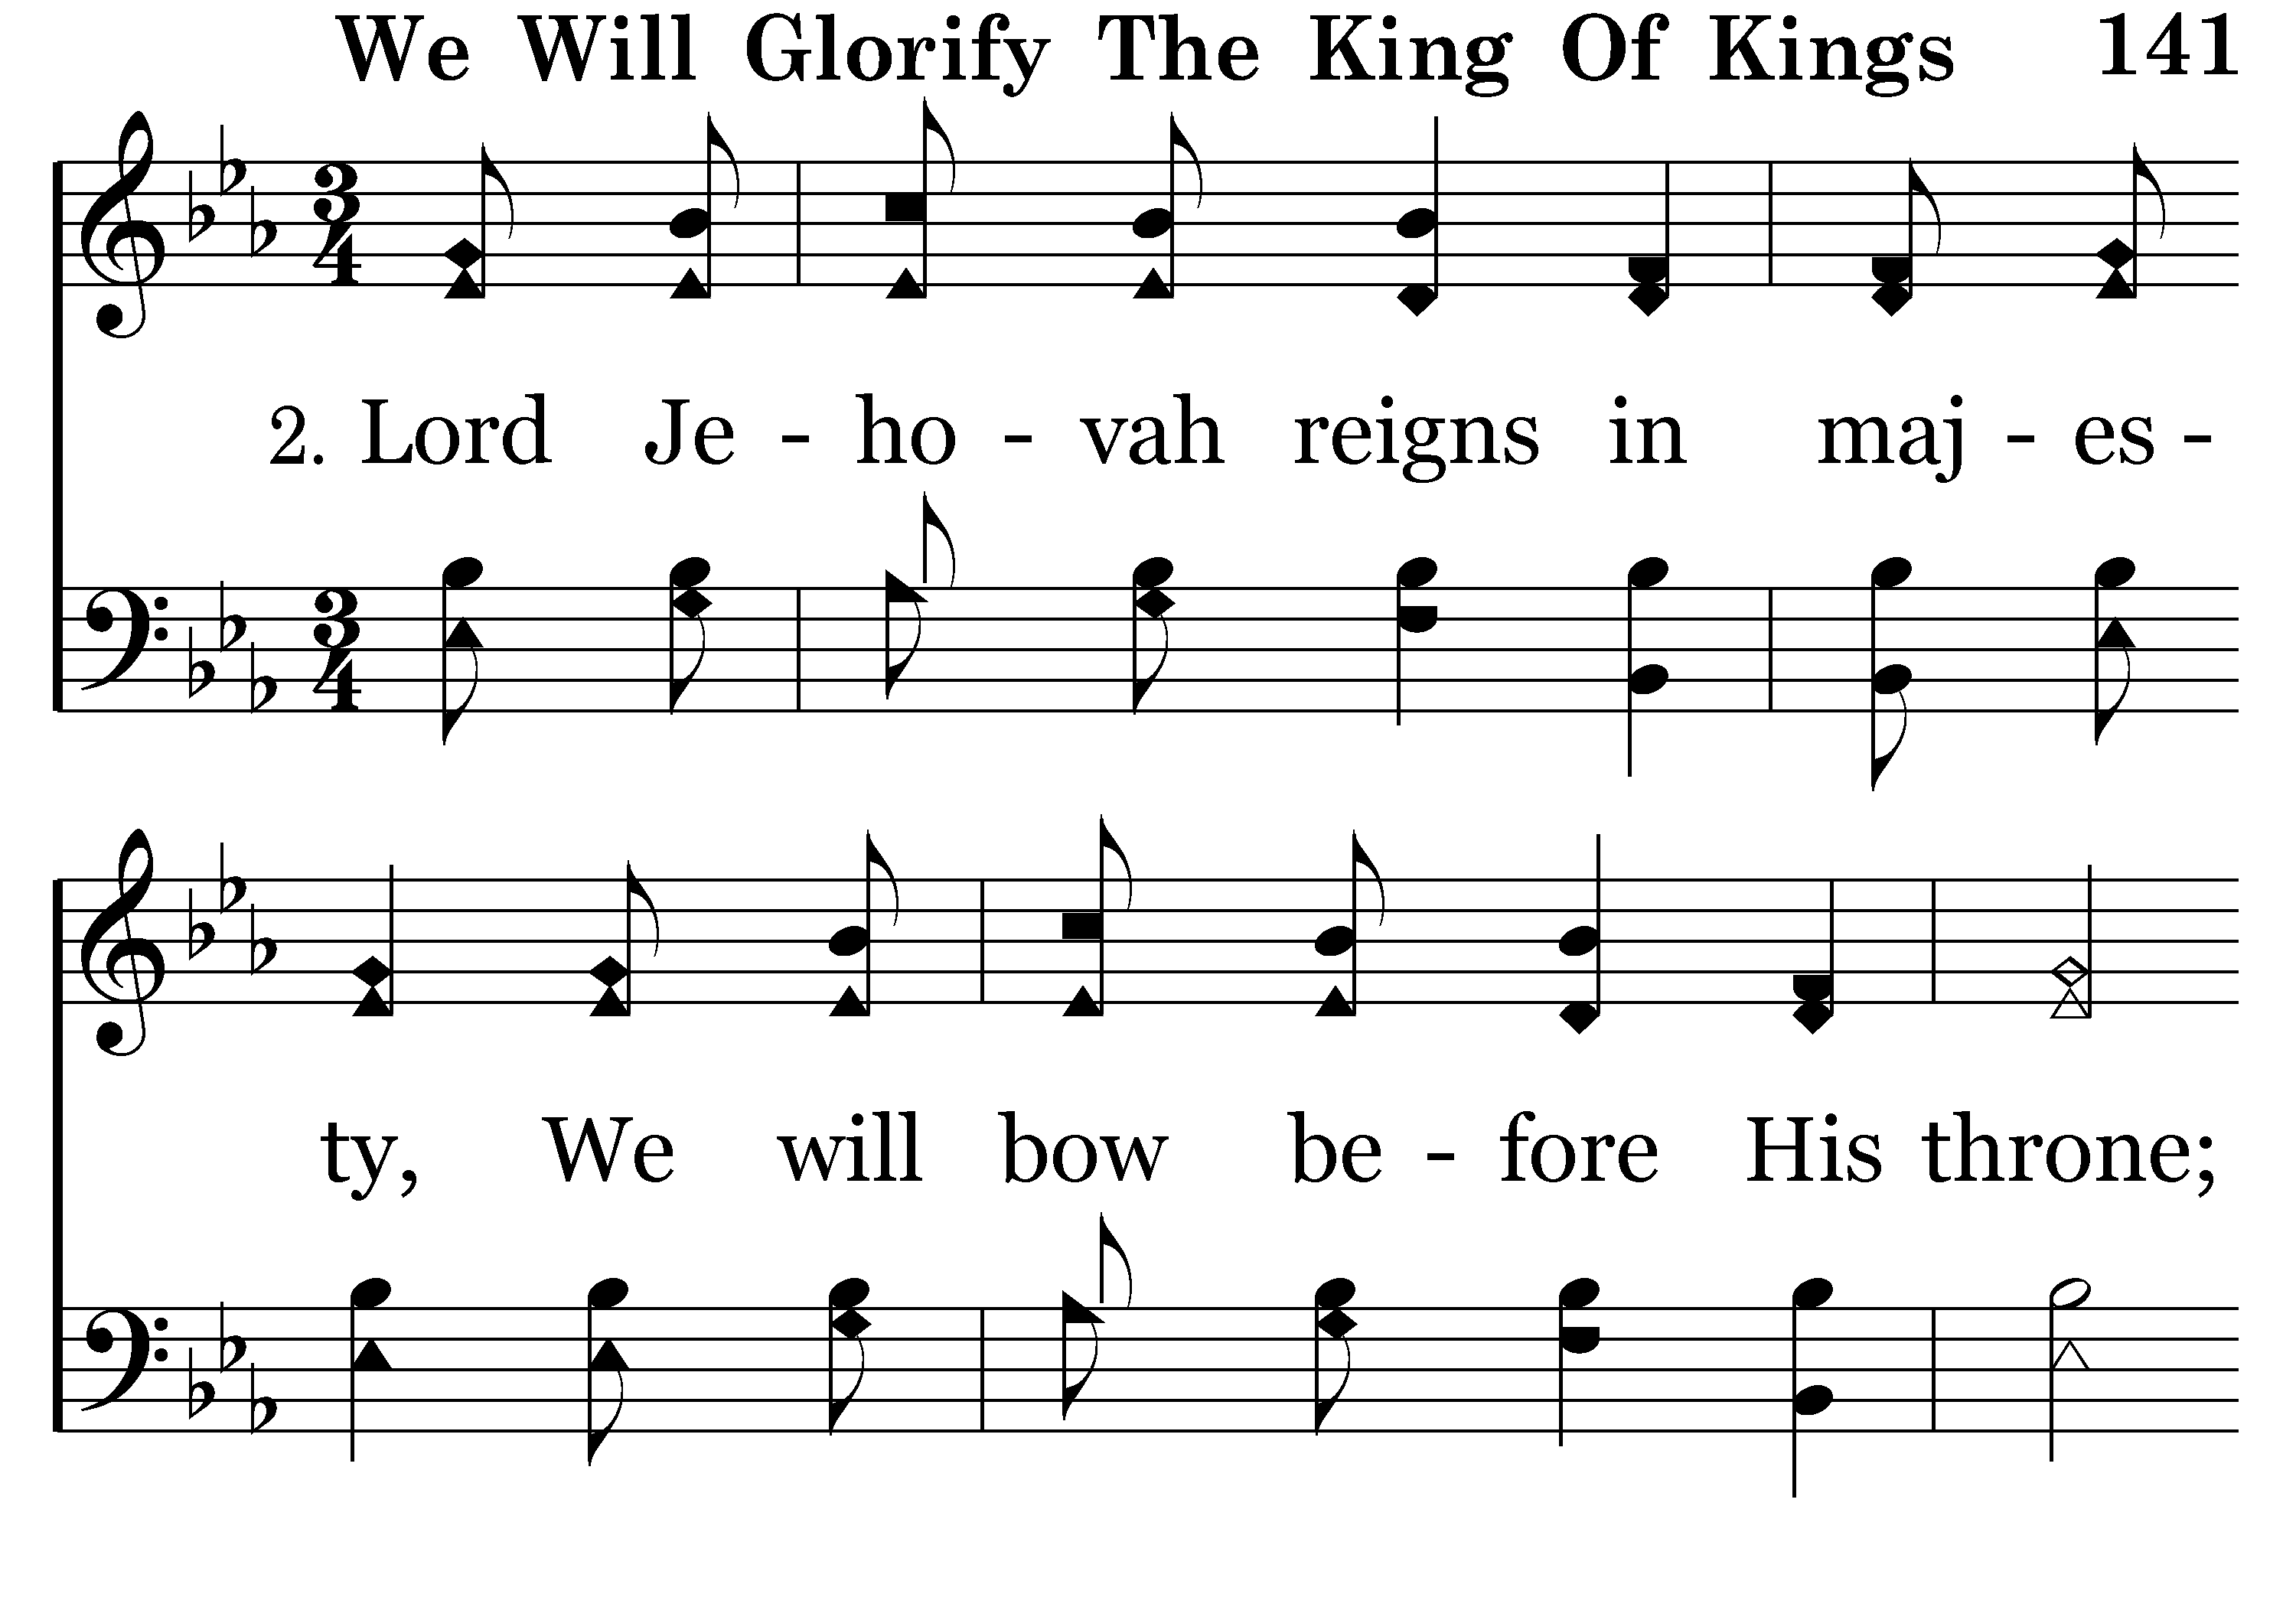 We Will Glorify The King Of Kings 141
2. Lord Je - ho - vah reigns in maj - es -
ty, We will bow be - fore His throne;